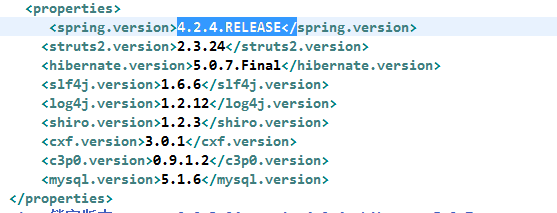 <properties>
<spring.version>4.2.4.RELEASE</spring.version>
<struts2.version>2.3.24</struts2.version>
<hibernate.version>5.0.7.Final</hibernate.version>
<slf4j.version>1.6.6</slf4j.version>
<log4j.version>1.2.12</log4j.version>
<shiro.version>1.2.3</shiro.version>
<cxf.version>3.0.1</cxf.version>
<c3p0.version>0.9.1.2</c3p0.version>
<mysql.version>5.1.6</mysql.version>
</properties>